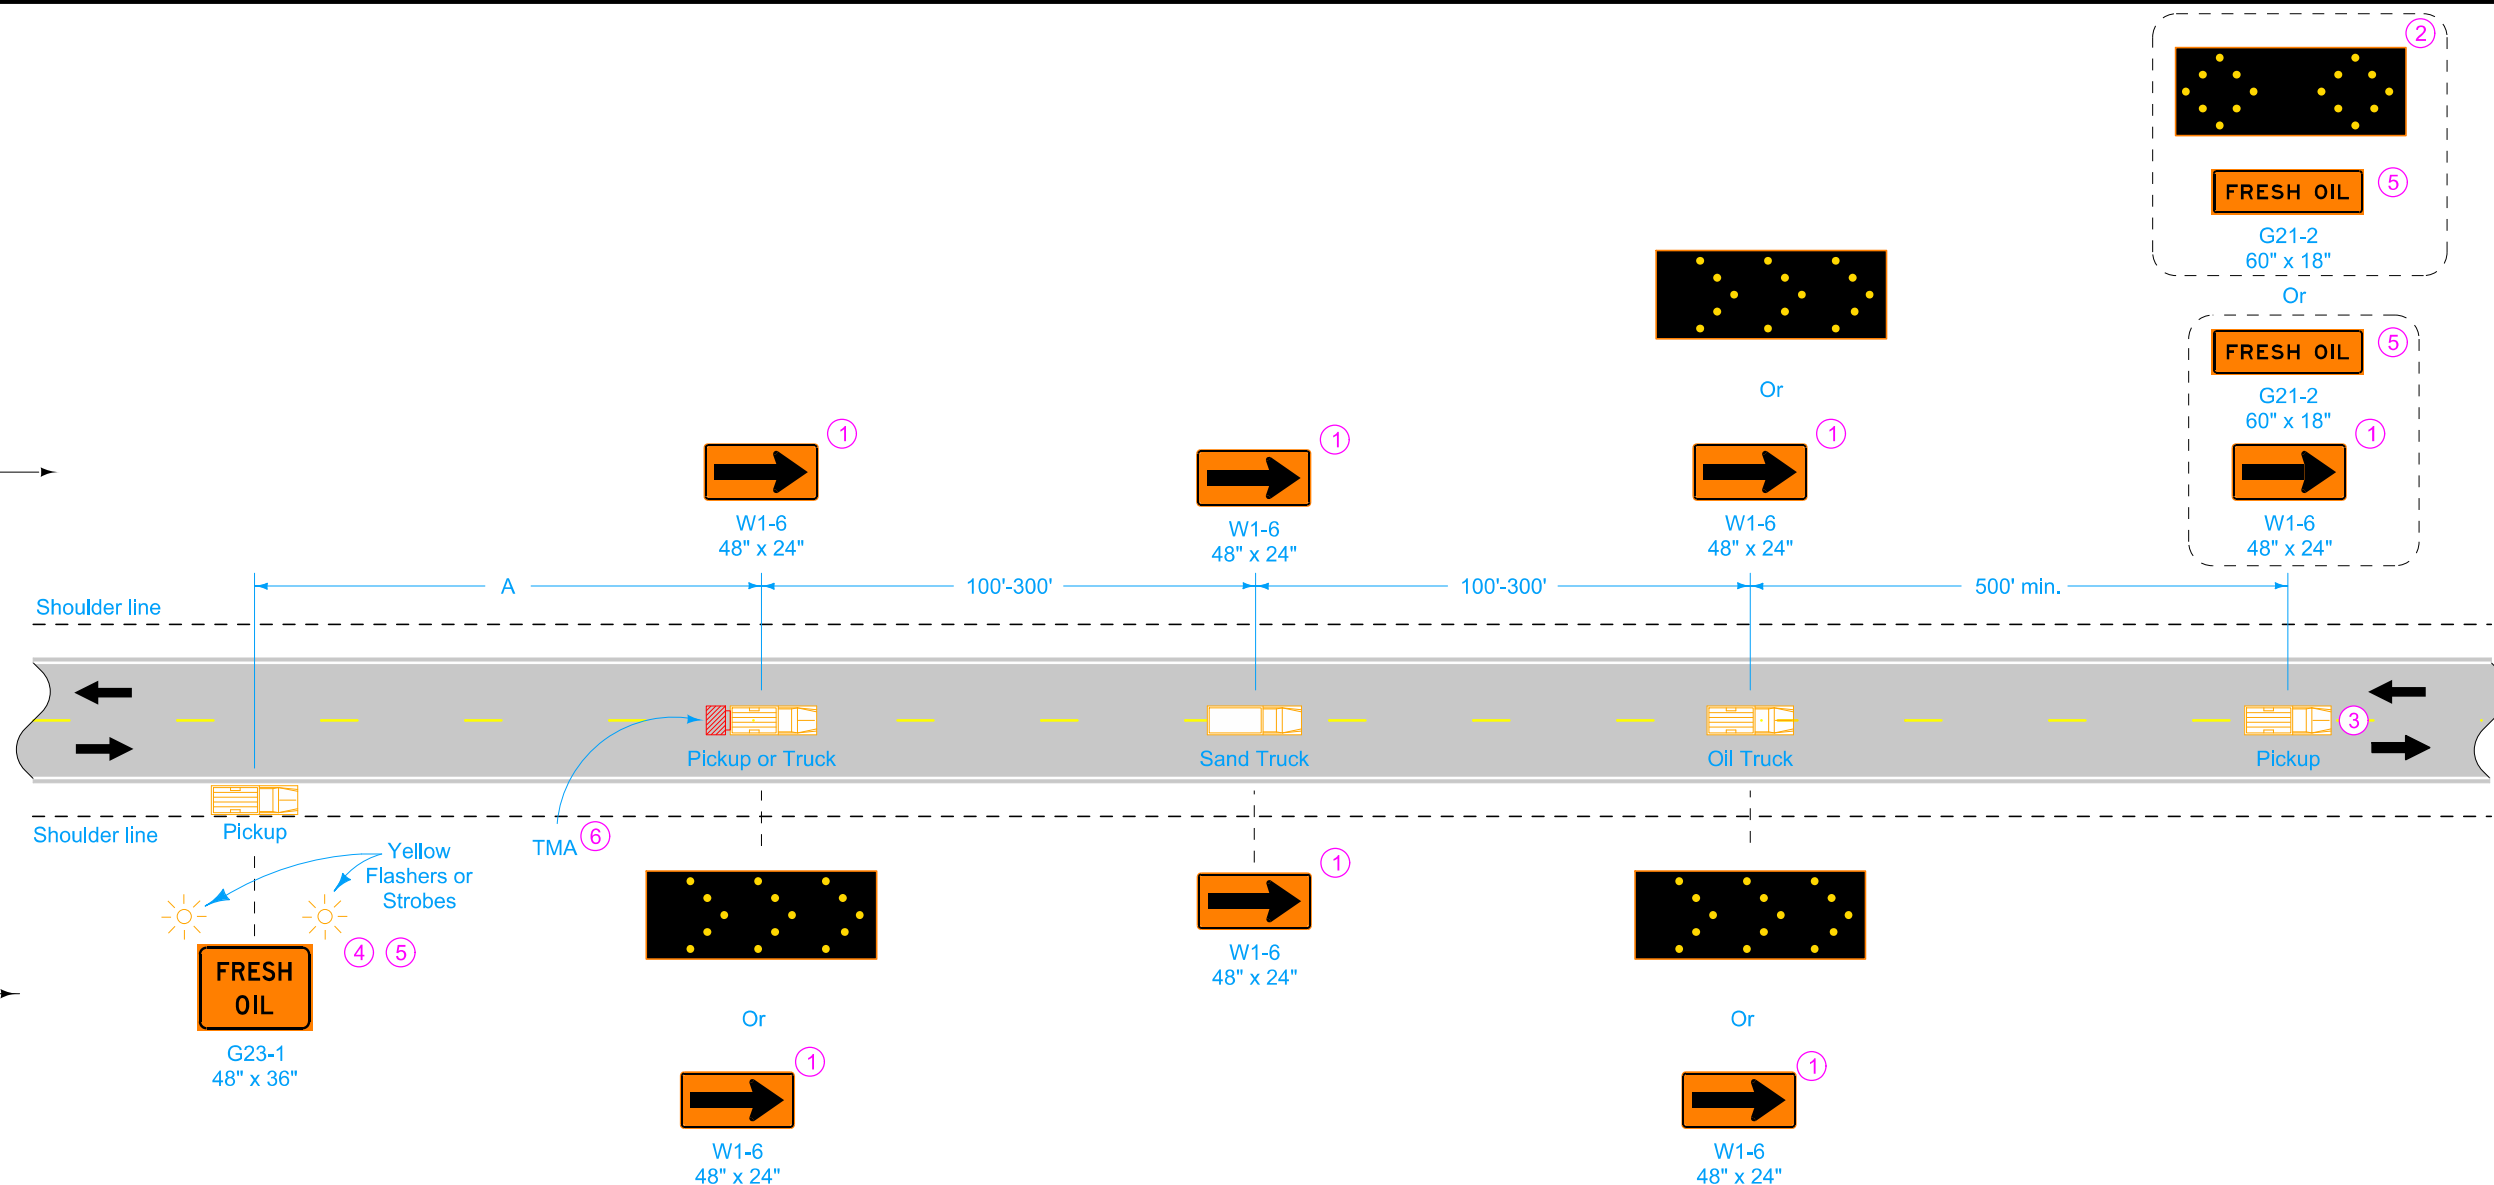 2
FRESH OIL
5
G21-2
60" x 18"
Or
FRESH OIL
5
G21-2
60" x 18"
1
W1-6
48" x 24"
Or
1
W1-6
48" x 24"
1
W1-6
48" x 24"
1
W1-6
48" x 24"
A
100'-300'
100'-300'
500' min.
Shoulder line
Pickup or Truck
Sand Truck
Oil Truck
Pickup
3
Shoulder line
Pickup
Yellow
Flashers or
Strobes
TMA
6
4
5
FRESH
OIL
G23-1
48" x 36"
Or
1
W1-6
48" x 24"
1
W1-6
48" x 24"
Or
1
W1-6
48" x 24"